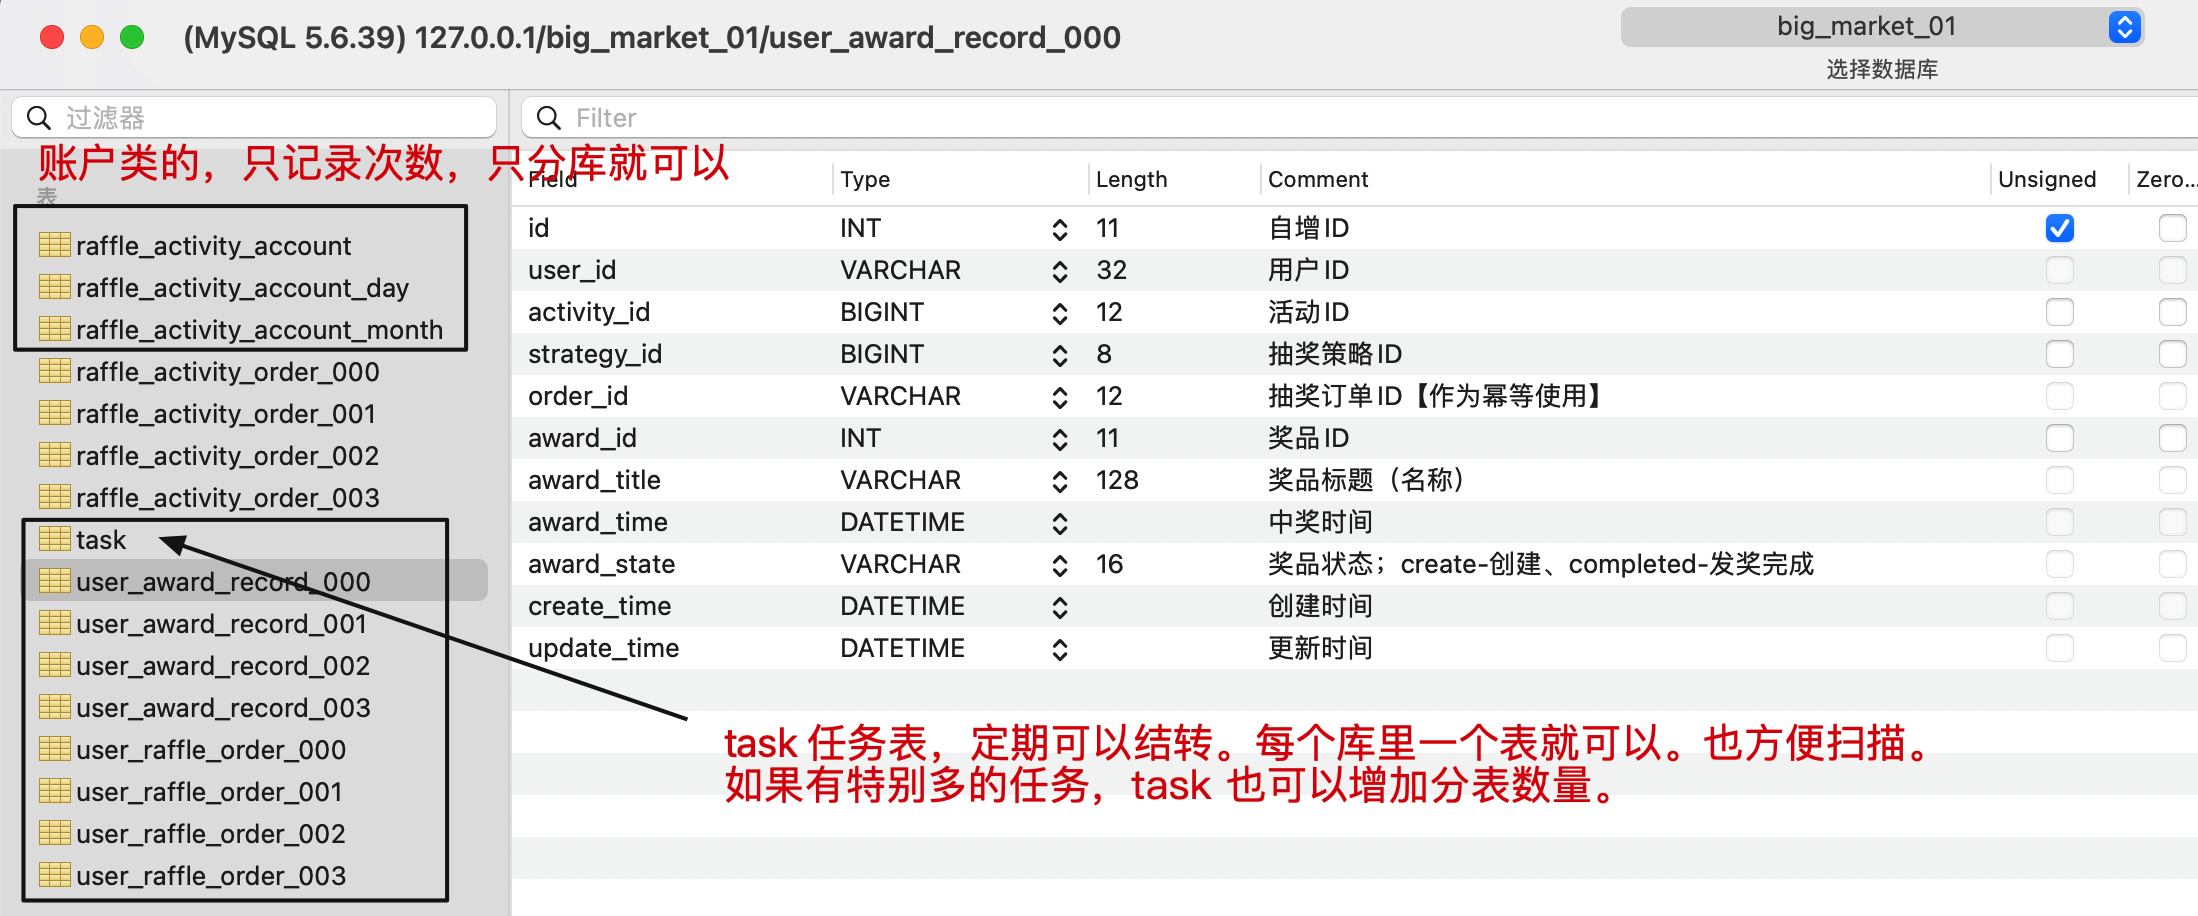 (MySQL 5.6.39) 127.0.0.1/big_market_01/user_award_record_000
big_market_01
选择数据库
过滤器
Filter
账户类的，只记录次数，只分库就可以
表
raffle_activity_account
raffle_activity_account_day
raffle_activity_account_month
raffle_activity_order_000
raffle_activity_order_001
raffle_activity_order_002
raffle_activity_order_003
task
user_award_record_000
user_award_record_001
user_award_record_002
user_award_record_003
user_raffle_order_000
user_raffle_order_001
user_raffle_order_002
user_raffle_order_003
Field Type Length Comment Unsigned Zero...
id INT 11 自增ID
user_id VARCHAR 32 用户ID
activity_id BIGINT 12 活动ID
strategy_id BIGINT 8 抽奖策略ID
order_id VARCHAR 12 抽奖订单ID【作为幂等使用】
award_id INT 11 奖品ID
award_title VARCHAR 128 奖品标题（名称）
award_time DATETIME 中奖时间
award_state VARCHAR 16 奖品状态；create-创建、completed-发奖完成
create_time DATETIME 创建时间
update_time DATETIME 更新时间
task 任务表，定期可以结转。每个库里一个表就可以。也方便扫描。
如果有特别多的任务，task 也可以增加分表数量。